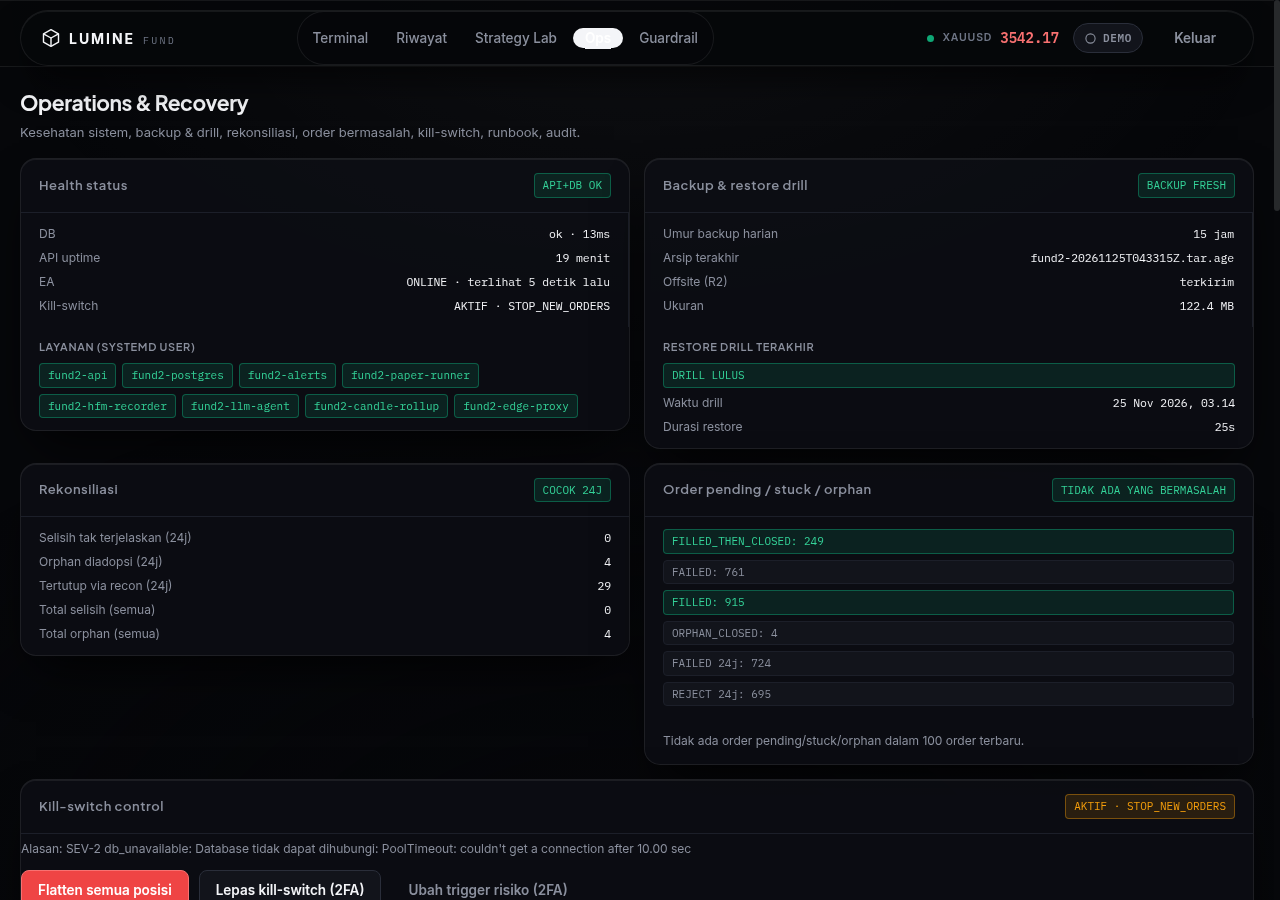 LUMINE FUND
Terminal Riwayat Strategy Lab Ops Guardrail
XAUUSD 3542.17 DEMO Keluar
Operations & Recovery
Kesehatan sistem, backup & drill, rekonsiliasi, order bermasalah, kill-switch, runbook, audit.
Health status API+DB OK
DB ok · 13ms
API uptime 19 menit
EA ONLINE · terlihat 5 detik lalu
Kill-switch AKTIF · STOP_NEW_ORDERS
LAYANAN (SYSTEMD USER)
fund2-api fund2-postgres fund2-alerts fund2-paper-runner
fund2-hfm-recorder fund2-llm-agent fund2-candle-rollup fund2-edge-proxy
Backup & restore drill BACKUP FRESH
Umur backup harian 15 jam
Arsip terakhir fund2-20261125T043315Z.tar.age
Offsite (R2) terkirim
Ukuran 122.4 MB
RESTORE DRILL TERAKHIR
DRILL LULUS
Waktu drill 25 Nov 2026, 03.14
Durasi restore 25s
Rekonsiliasi COCOK 24J
Selisih tak terjelaskan (24j) 0
Orphan diadopsi (24j) 4
Tertutup via recon (24j) 29
Total selisih (semua) 0
Total orphan (semua) 4
Order pending / stuck / orphan TIDAK ADA YANG BERMASALAH
FILLED_THEN_CLOSED: 249
FAILED: 761
FILLED: 915
ORPHAN_CLOSED: 4
FAILED 24j: 724
REJECT 24j: 695
Tidak ada order pending/stuck/orphan dalam 100 order terbaru.
Kill-switch control AKTIF · STOP_NEW_ORDERS
Alasan: SEV-2 db_unavailable: Database tidak dapat dihubungi: PoolTimeout: couldn't get a connection after 10.00 sec
Flatten semua posisi Lepas kill-switch (2FA) Ubah trigger risiko (2FA)